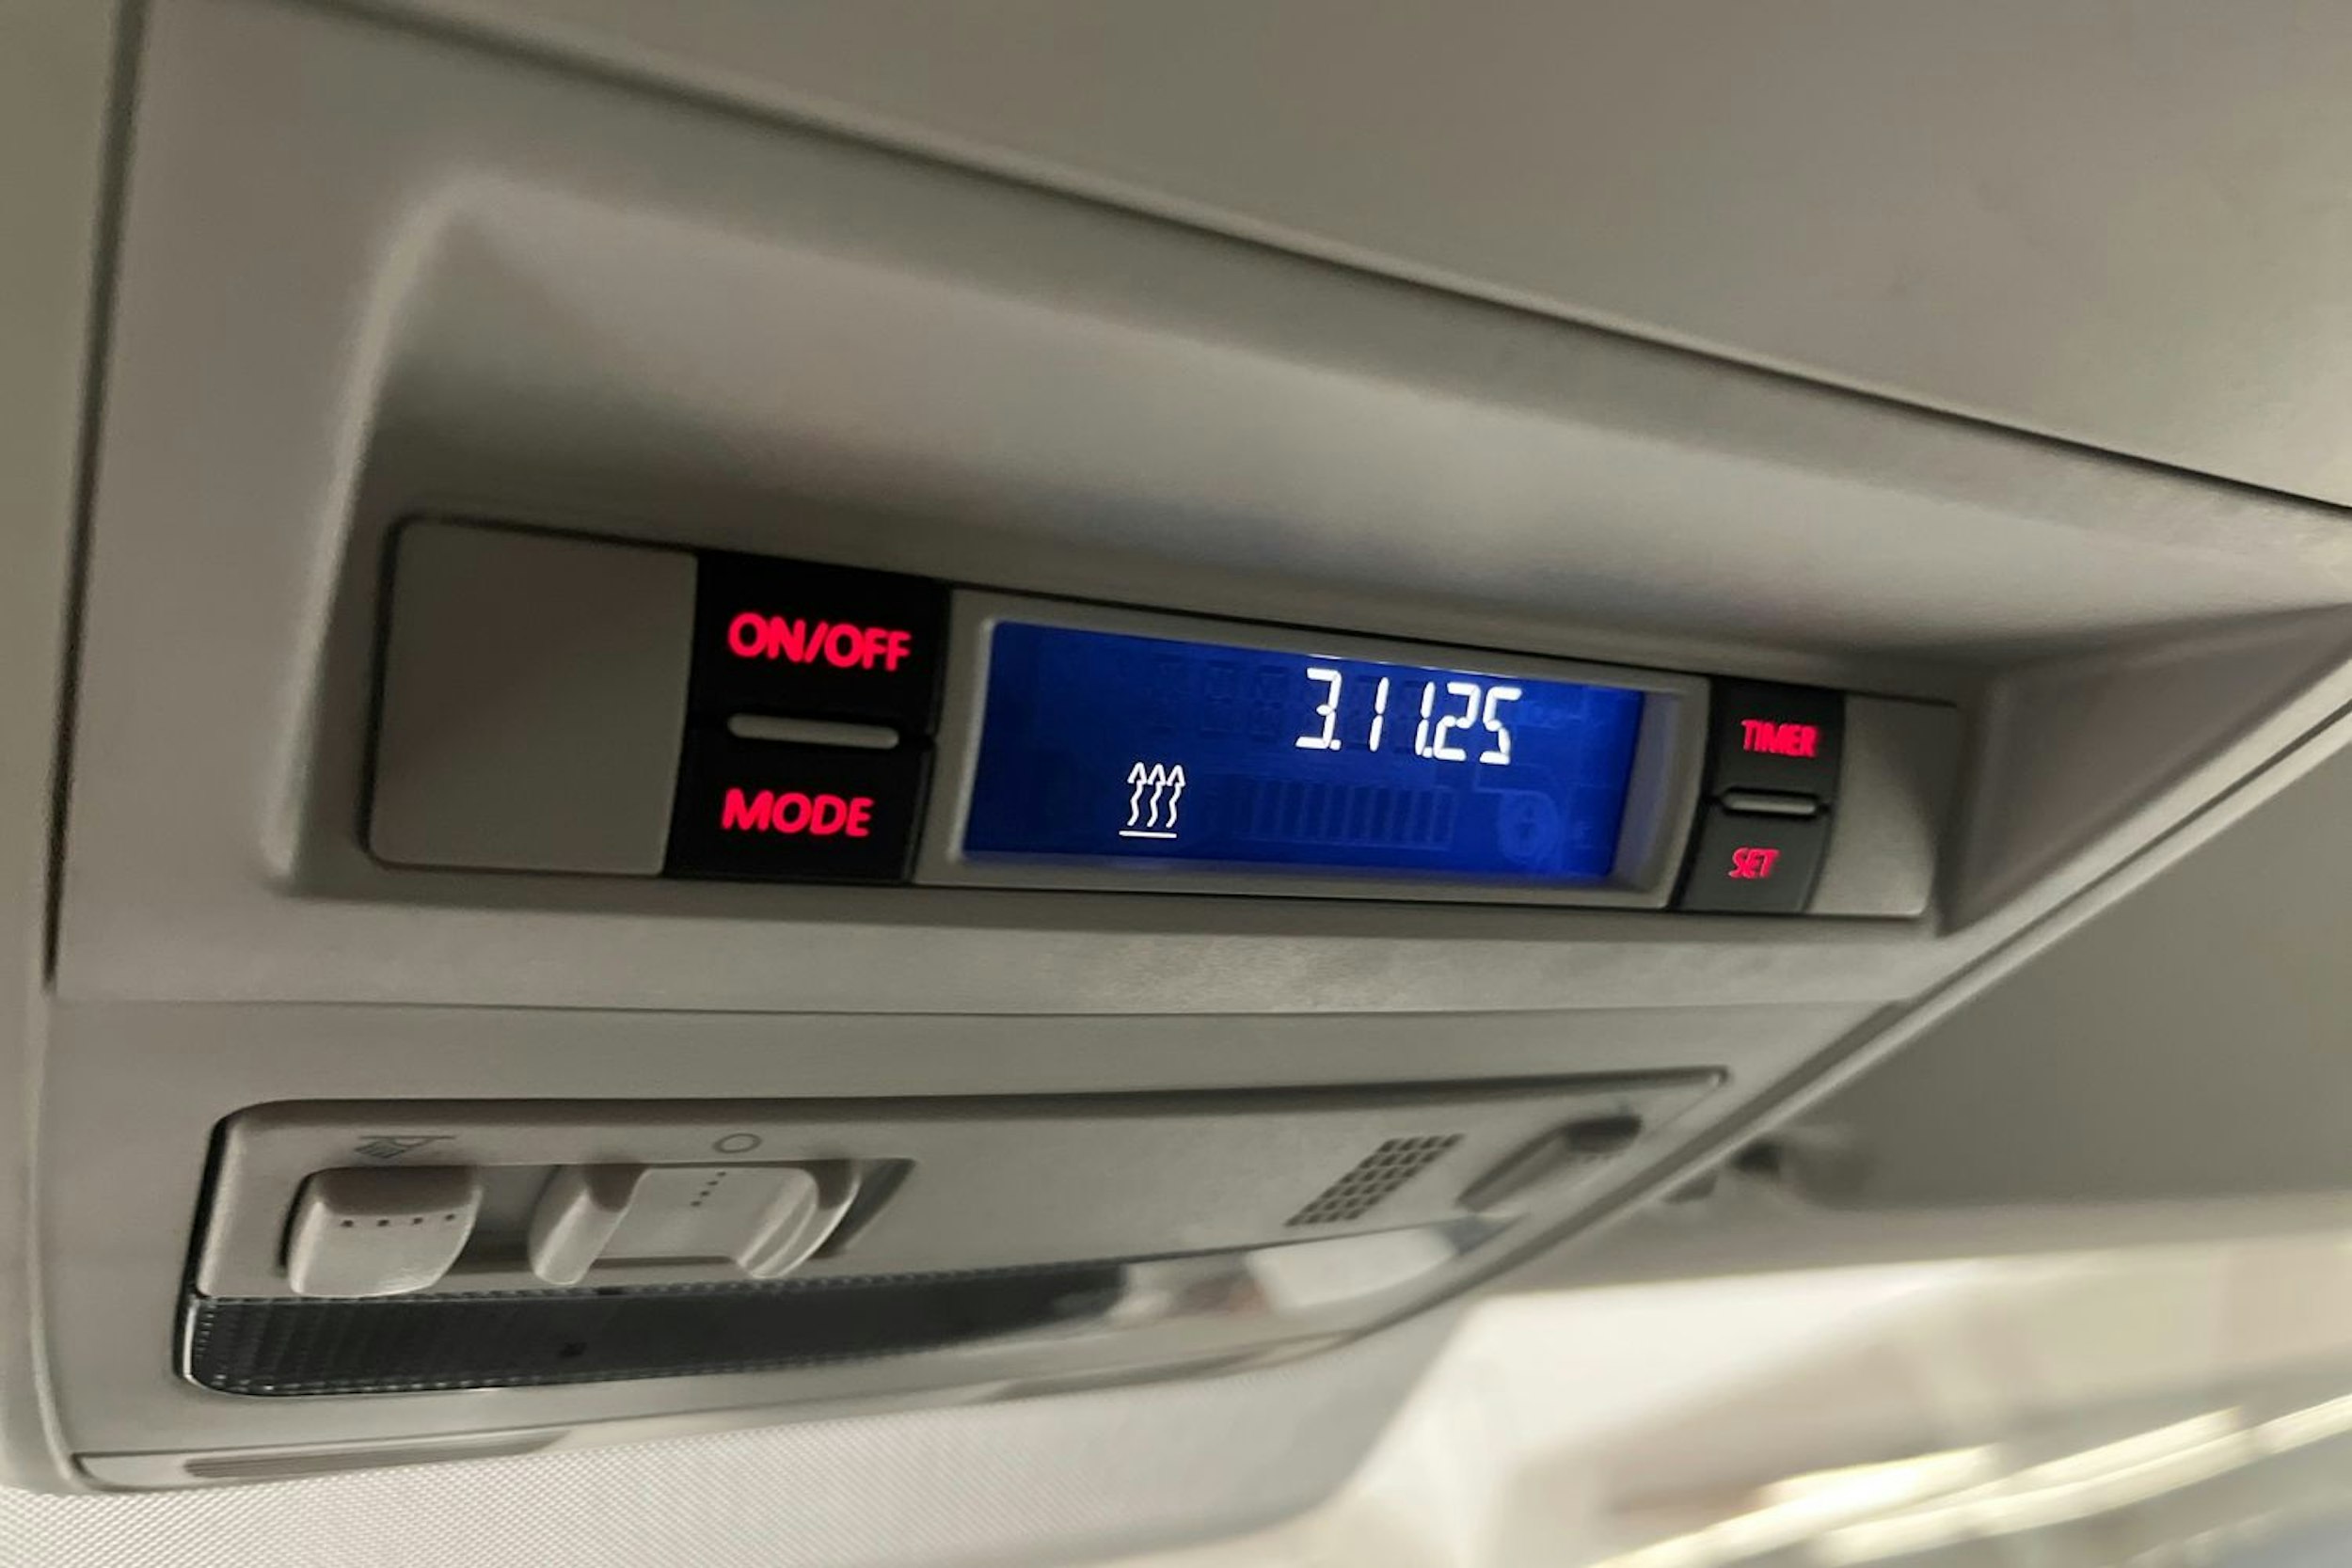 ON/OFF
3.11.25
TIMER
MODE
SET